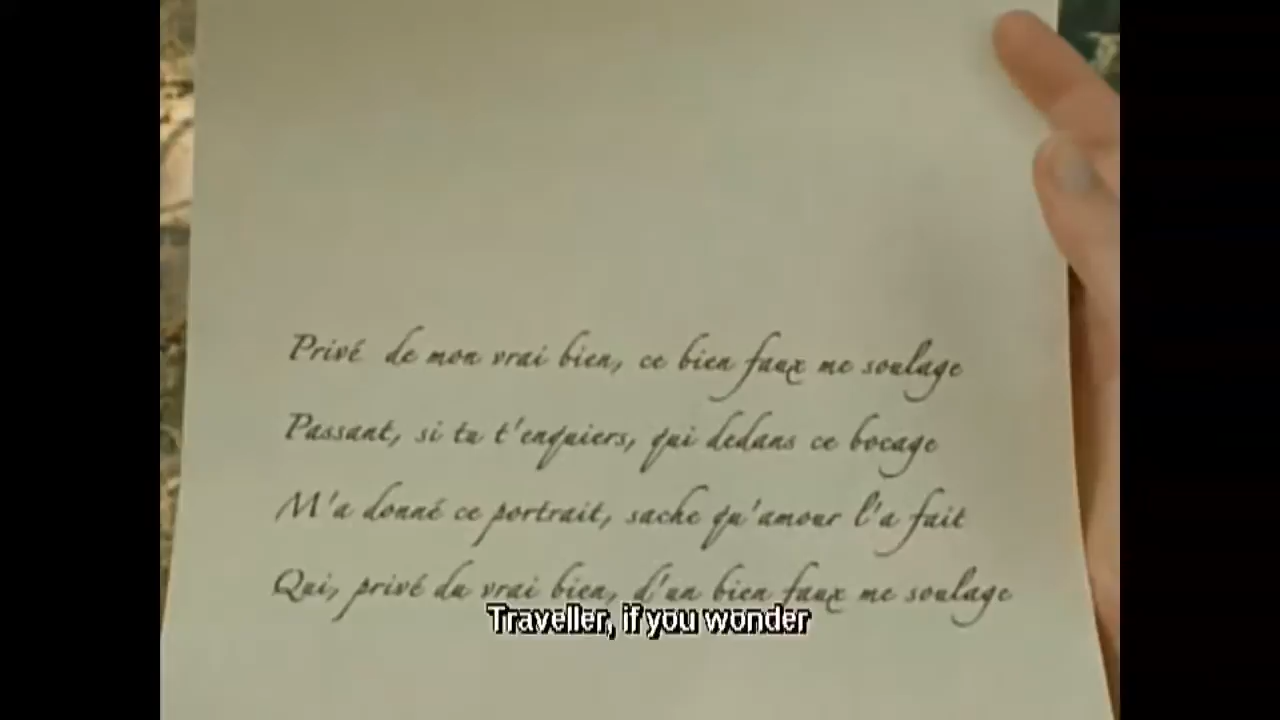 Privé de mon vrai bien, ce bien faux me soulage
Passant, si tu t'enquiers, qui dedans ce bocage
M'a donné ce portrait, sache qu'amour l'a fait
Qui, privé du vrai bien, d'un bien faux me soulage
Traveller, if you wonder